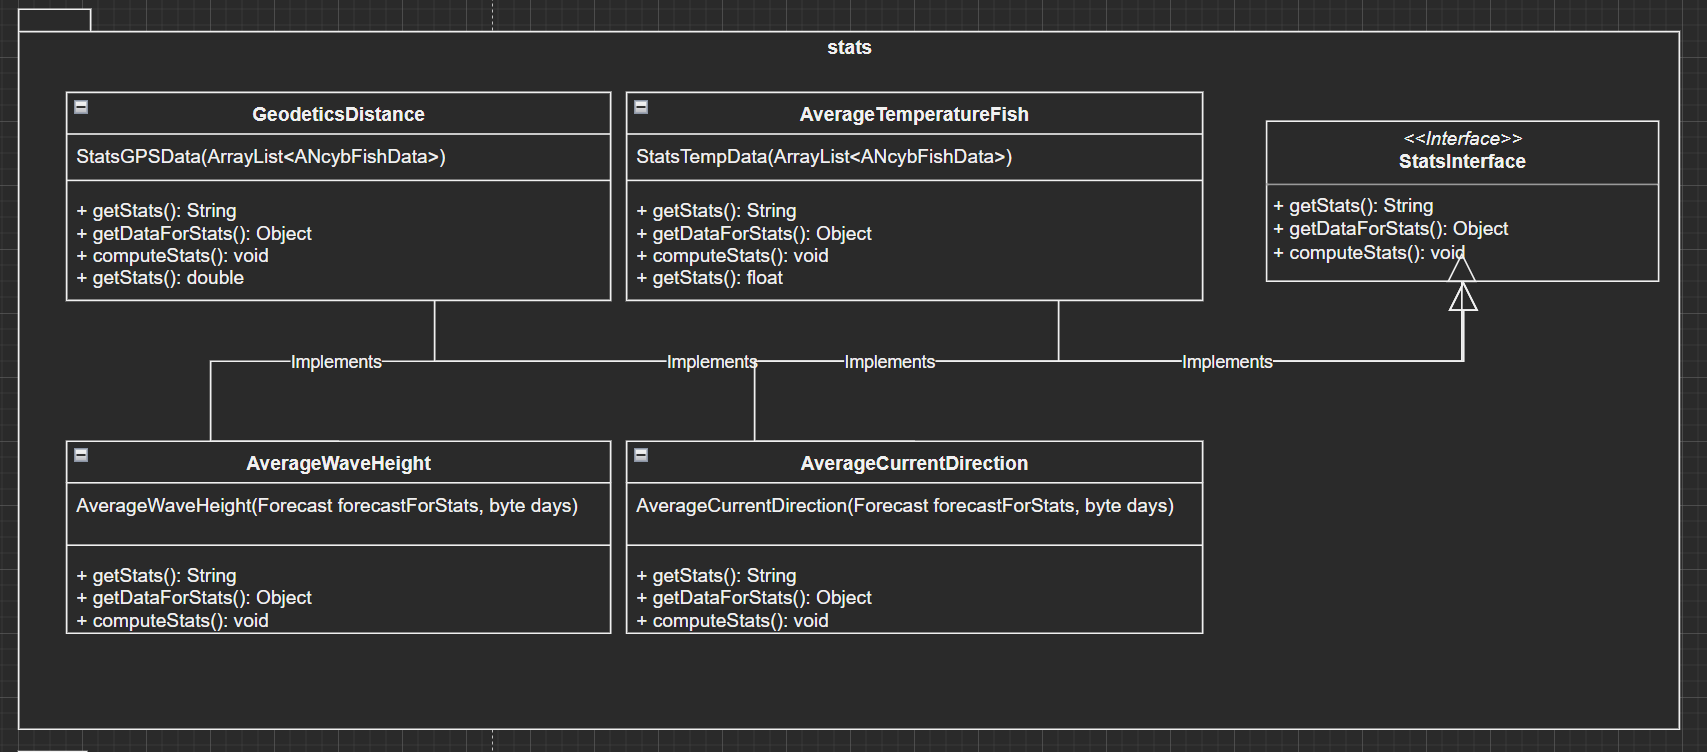 stats
GeodeticsDistance
StatsGPSData(ArrayList<ANcybFishData>)
+ getStats(): String
+ getDataForStats(): Object
+ computeStats(): void
+ getStats(): double
AverageTemperatureFish
StatsTempData(ArrayList<ANcybFishData>)
+ getStats(): String
+ getDataForStats(): Object
+ computeStats(): void
+ getStats(): float
<<Interface>>
StatsInterface
+ getStats(): String
+ getDataForStats(): Object
+ computeStats(): void
Implements
Implements
Implements
Implements
AverageWaveHeight
AverageWaveHeight(Forecast forecastForStats, byte days)
+ getStats(): String
+ getDataForStats(): Object
+ computeStats(): void
AverageCurrentDirection
AverageCurrentDirection(Forecast forecastForStats, byte days)
+ getStats(): String
+ getDataForStats(): Object
+ computeStats(): void